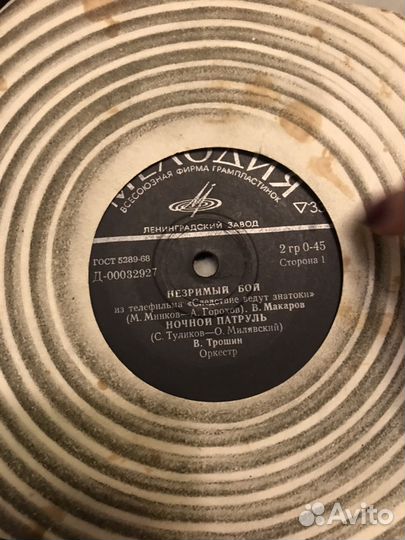 МЕЛОДИЯ
ВСЕСОЮЗНАЯ ФИРМА ГРАМПЛАСТИНОК
ЛЕНИНГРАДСКИЙ ЗАВОД
ГОСТ 5289-68
Д-00032927
2 гр 0-45
Сторона 1
НЕЗРИМЫЙ БОЙ
из телефильма «Следствие ведут знатоки»
(М. Минков—А. Горохов). В. Макаров
НОЧНОЙ ПАТРУЛЬ
(С. Туликов—О. Милявский)
В. Трошин
Оркестр
Avito